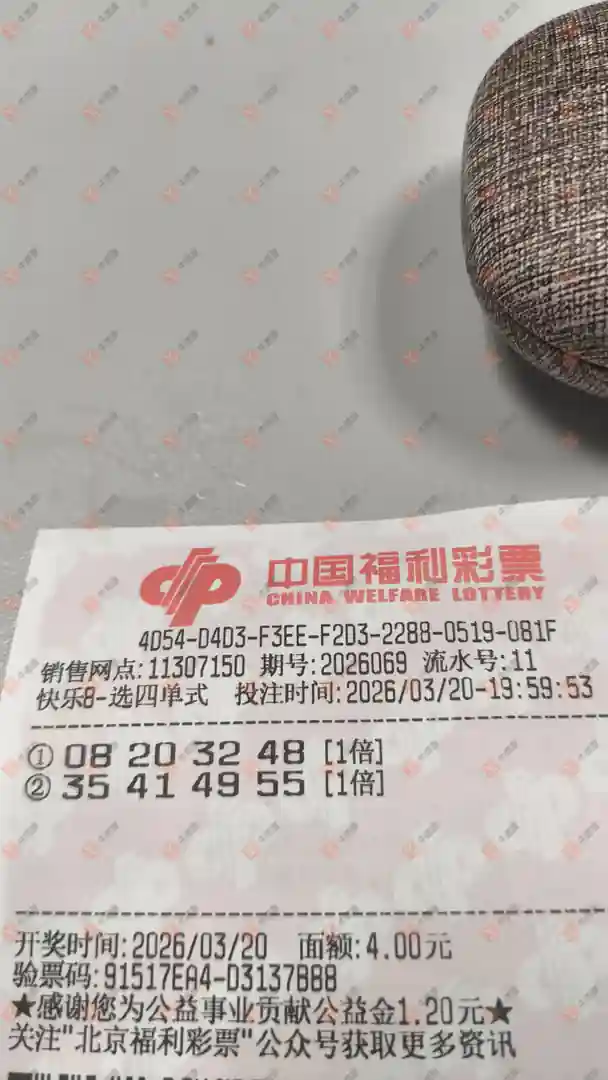 中国福利彩票
CHINA WELFARE LOTTERY
4D54-D4D3-F3EE-F2D3-2288-0519-081F
销售网点:11307150 期号:2026069 流水号:11
快乐8-选四单式 投注时间:2026/03/20-19:59:53
① 08 20 32 48 [1倍]
② 35 41 49 55 [1倍]
开奖时间:2026/03/20 面额:4.00元
验票码:91517EA4-D3137BB8
★感谢您为公益事业贡献公益金1.20元★
关注"北京福利彩票"公众号获取更多资讯